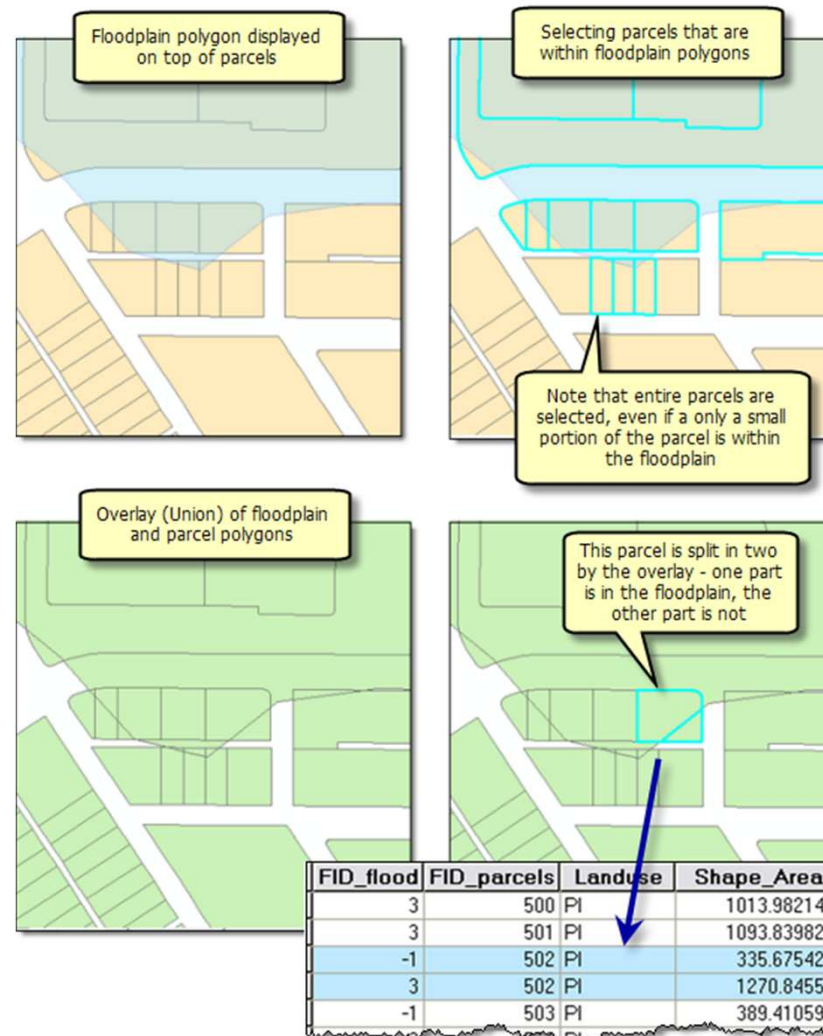 Floodplain polygon displayed
on top of parcels
Selecting parcels that are
within floodplain polygons
Note that entire parcels are
selected, even if a only a small
portion of the parcel is within
the floodplain
Overlay (Union) of floodplain
and parcel polygons
This parcel is split in two
by the overlay - one part
is in the floodplain, the
other part is not
FID_flood FID_parcels Landuse Shape_Area
3 500 PI 1013.98214
3 501 PI 1093.83982
-1 502 PI 335.67542
3 502 PI 1270.8455
-1 503 PI 389.41059